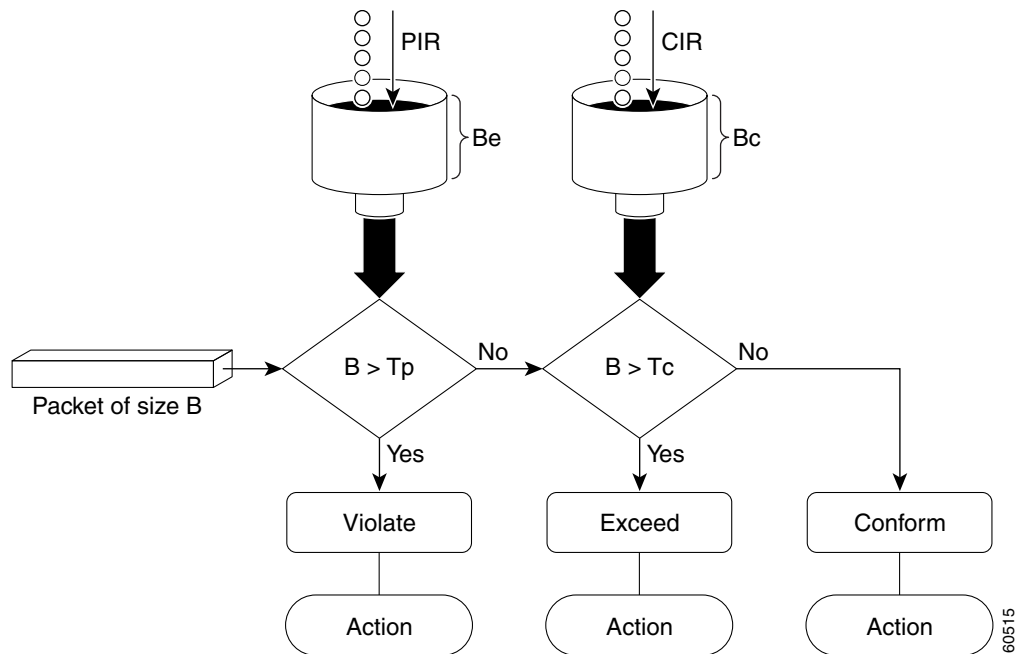 PIR
CIR
Be
Bc
B > Tp
No
B > Tc
No
Packet of size B
Yes
Yes
Violate
Exceed
Conform
Action
Action
Action
60515